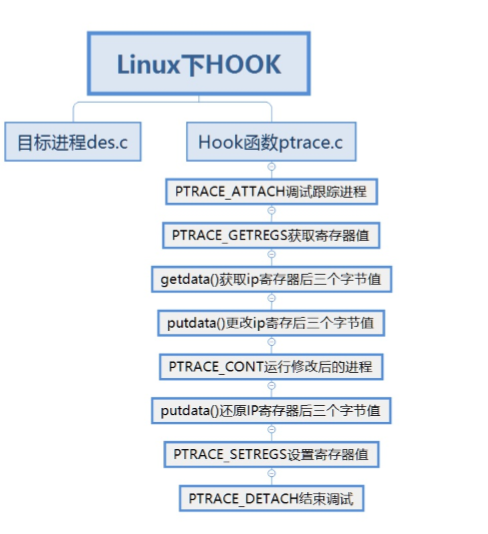 Linux下HOOK
目标进程des.c
Hook函数ptrace.c
PTRACE_ATTACH调试跟踪进程
PTRACE_GETREGS获取寄存器值
getdata()获取ip寄存器后三个字节值
putdata()更改ip寄存后三个字节值
PTRACE_CONT运行修改后的进程
putdata()还原IP寄存器后三个字节值
PTRACE_SETREGS设置寄存器值
PTRACE_DETACH结束调试